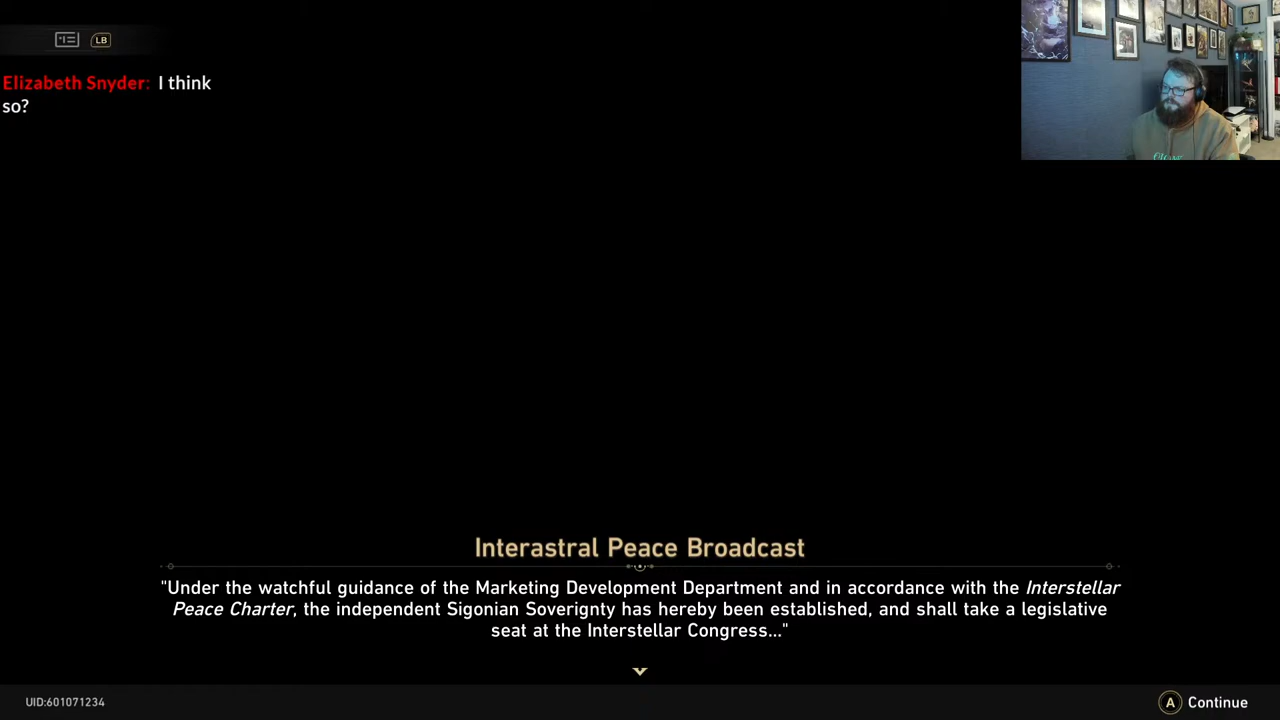 LB
Elizabeth Snyder: I think
so?
Interastral Peace Broadcast
"Under the watchful guidance of the Marketing Development Department and in accordance with the Interstellar
Peace Charter, the independent Sigonian Soverignty has hereby been established, and shall take a legislative
seat at the Interstellar Congress..."
UID:601071234
A Continue